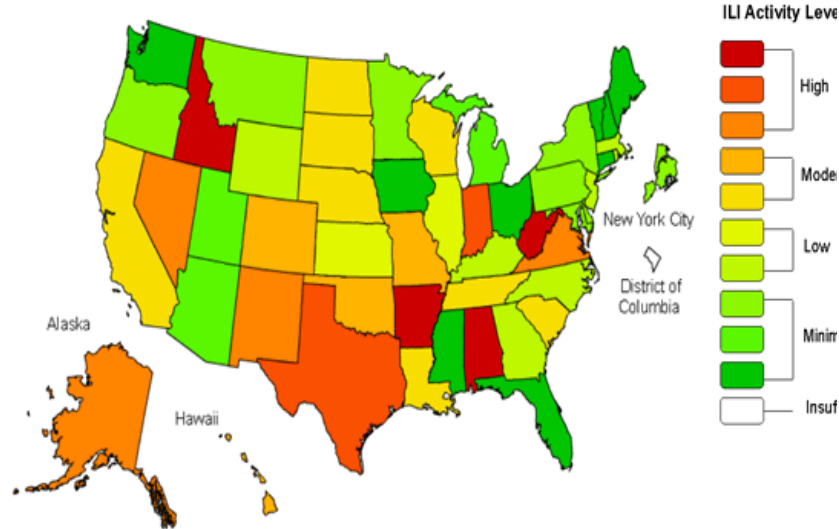 ILI Activity Leve
High
Moder
Low
Minim
Insuf
New York City
District of
Columbia
Alaska
Hawaii